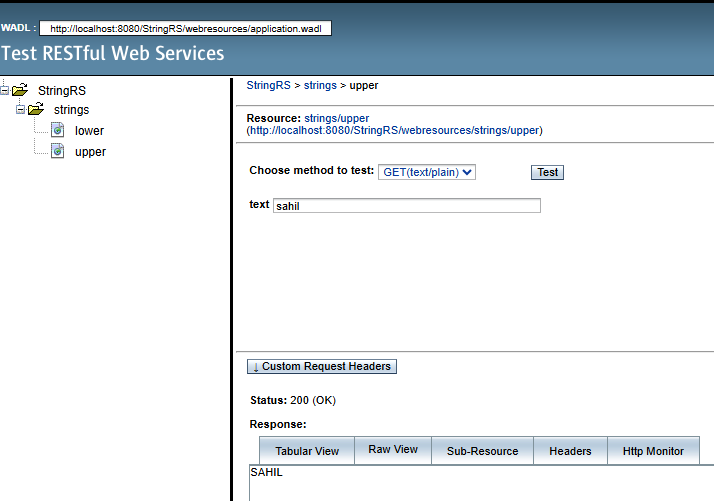 WADL : http://localhost:8080/StringRS/webresources/application.wadl
Test RESTful Web Services
StringRS
strings
lower
upper
StringRS > strings > upper
Resource: strings/upper
(http://localhost:8080/StringRS/webresources/strings/upper)
Choose method to test: GET(text/plain) Test
text sahil
↓ Custom Request Headers
Status: 200 (OK)
Response:
Tabular View Raw View Sub-Resource Headers Http Monitor
SAHIL